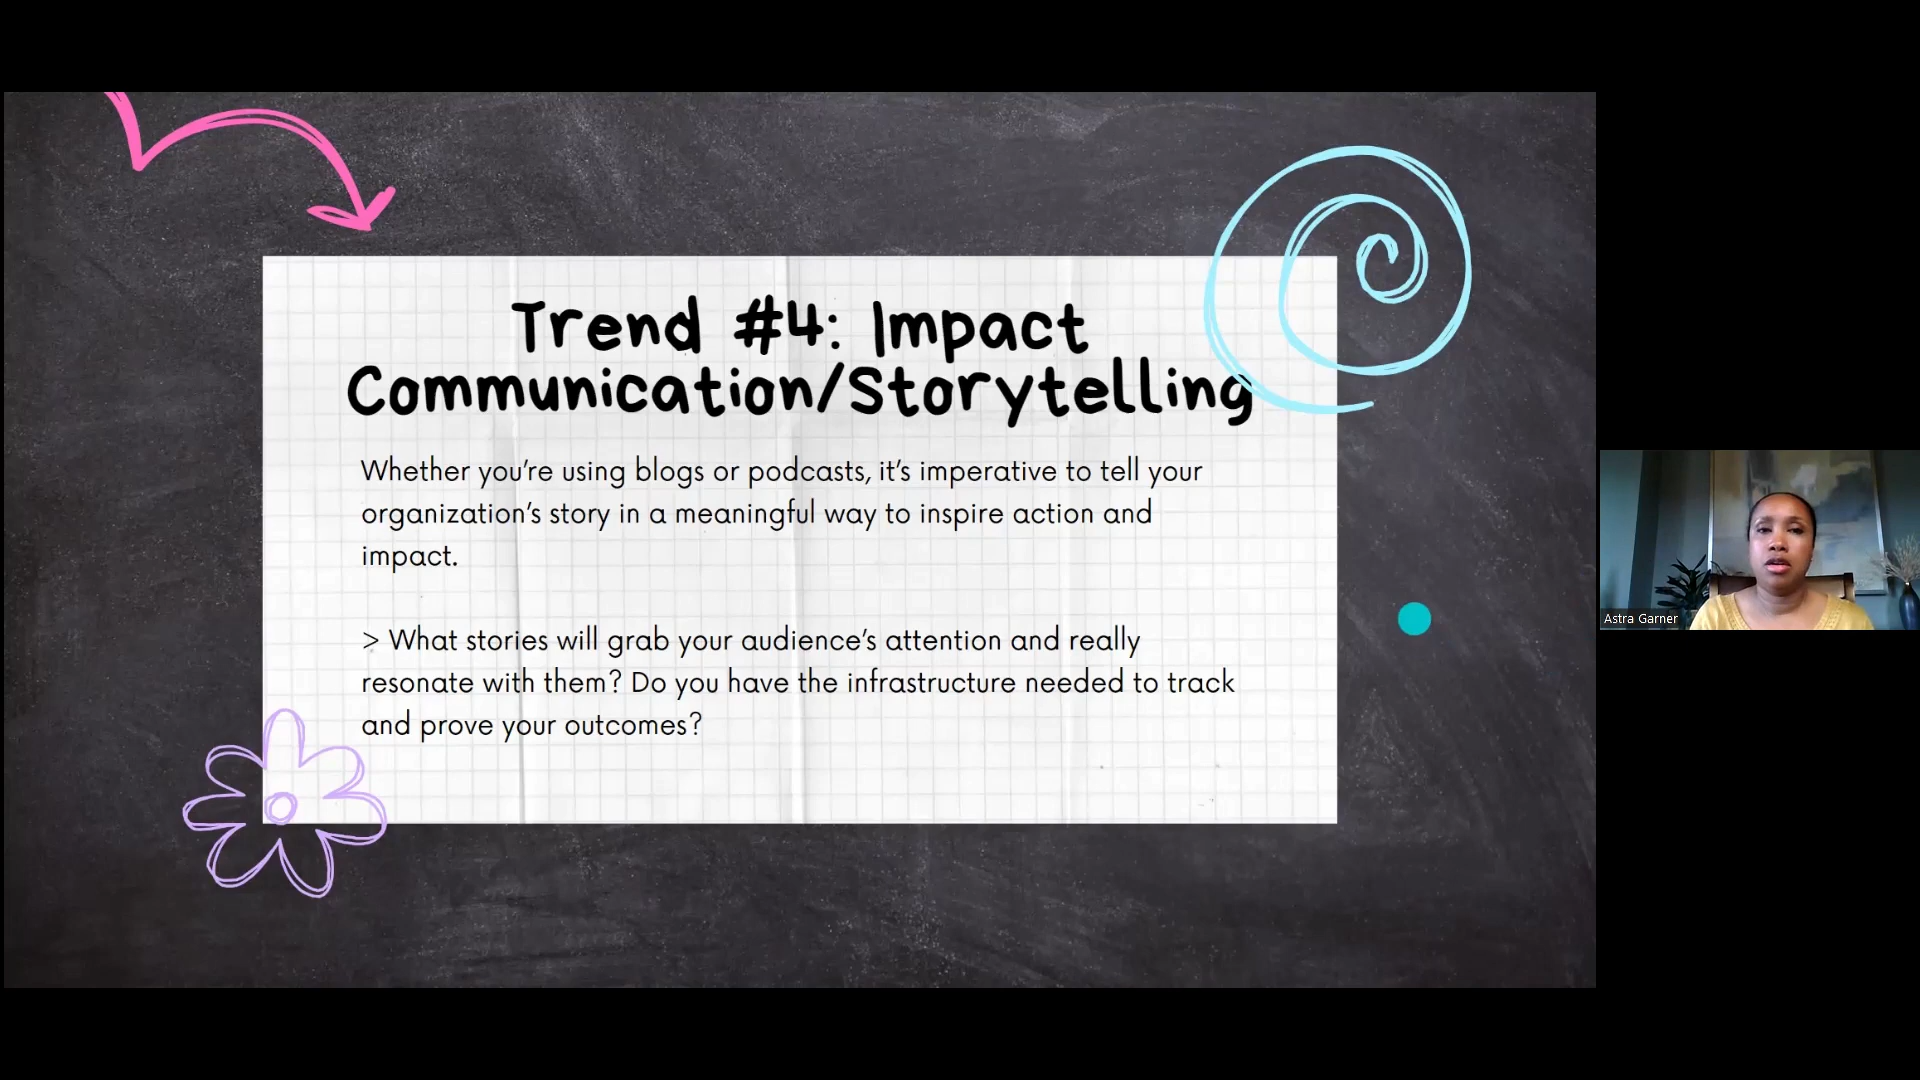 Trend #4: Impact
Communication/Storytelling
Whether you’re using blogs or podcasts, it’s imperative to tell your
organization’s story in a meaningful way to inspire action and
impact.
> What stories will grab your audience’s attention and really
resonate with them? Do you have the infrastructure needed to track
and prove your outcomes?
Astra Garner